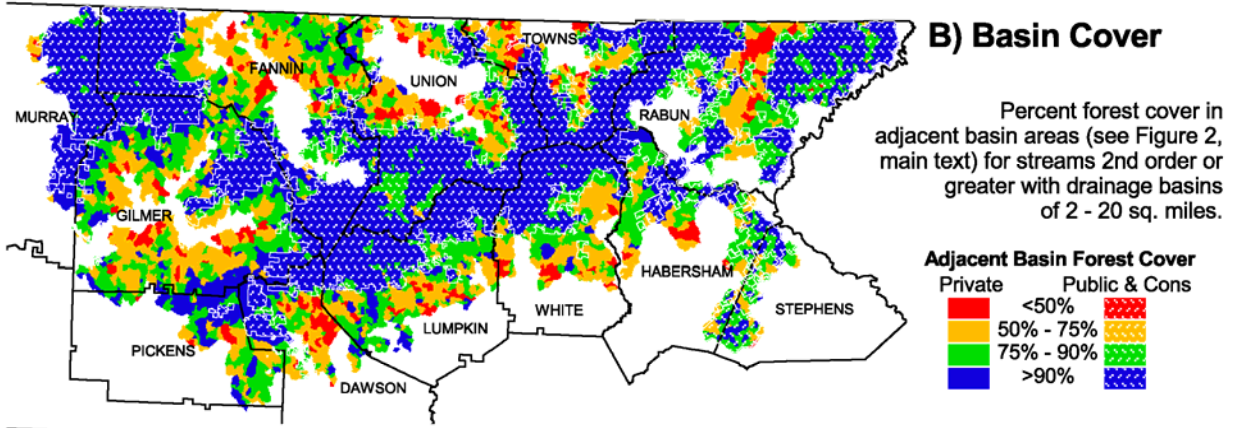 B) Basin Cover
TOWNS
FANNIN
UNION
MURRAY
RABUN
GILMER
HABERSHAM
WHITE
STEPHENS
LUMPKIN
PICKENS
DAWSON
Percent forest cover in
adjacent basin areas (see Figure 2,
main text) for streams 2nd order or
greater with drainage basins
of 2 - 20 sq. miles.
Adjacent Basin Forest Cover
Private Public & Cons
<50%
50% - 75%
75% - 90%
>90%